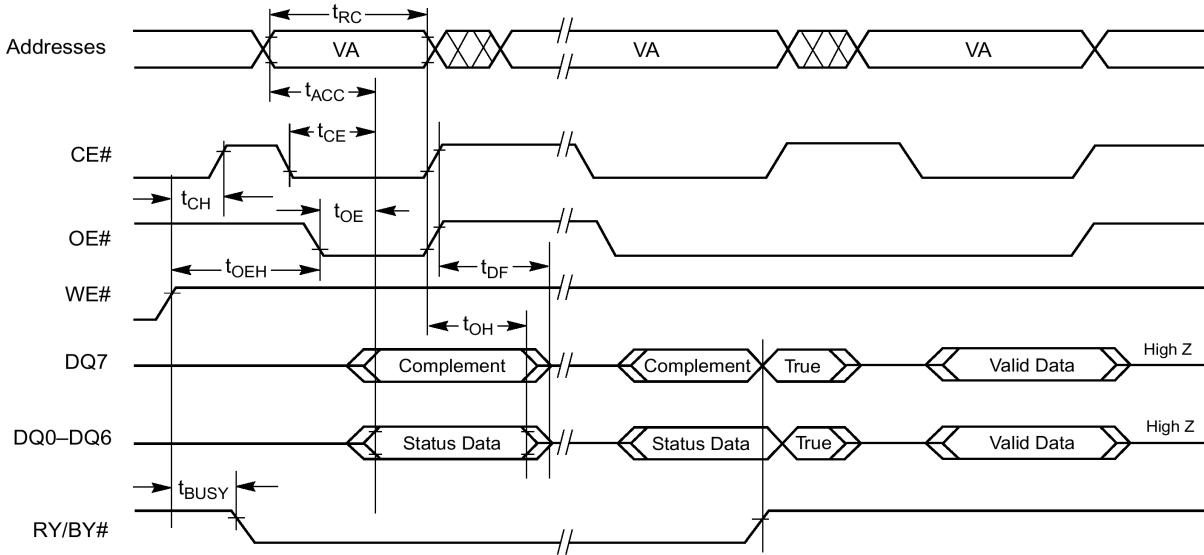 tRC
Addresses VA VA VA
tACC
tCE
CE#
tCH
tOE
OE#
tOEH tDF
WE#
tOH
DQ7 Complement Complement True Valid Data High Z
DQ0–DQ6 Status Data Status Data True Valid Data High Z
tBUSY
RY/BY#